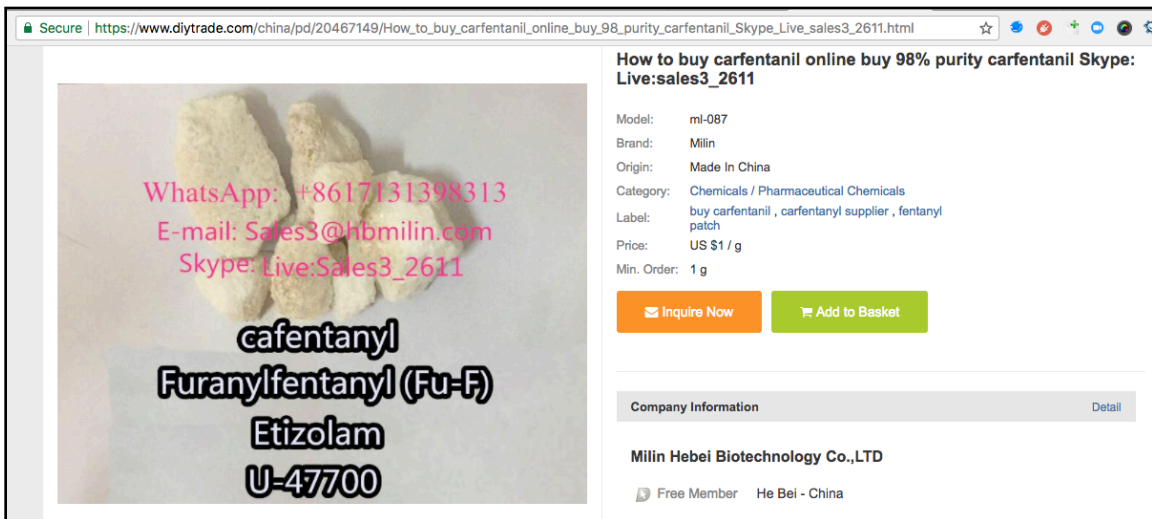 Secure | https://www.diytrade.com/china/pd/20467149/How_to_buy_carfentanil_online_buy_98_purity_carfentanil_Skype_Live_sales3_2611.html
WhatsApp: +8617131398313
E-mail: Sales3@hbmilin.com
Skype: Live:Sales3_2611
cafentanyl
Furanylfentanyl (Fu-F)
Etizolam
U-47700
How to buy carfentanil online buy 98% purity carfentanil Skype:
Live:sales3_2611
Model: ml-087
Brand: Milin
Origin: Made In China
Category: Chemicals / Pharmaceutical Chemicals
Label: buy carfentanil , carfentanyl supplier , fentanyl
patch
Price: US $1 / g
Min. Order: 1 g
Inquire Now Add to Basket
Company Information Detail
Milin Hebei Biotechnology Co.,LTD
Free Member He Bei - China